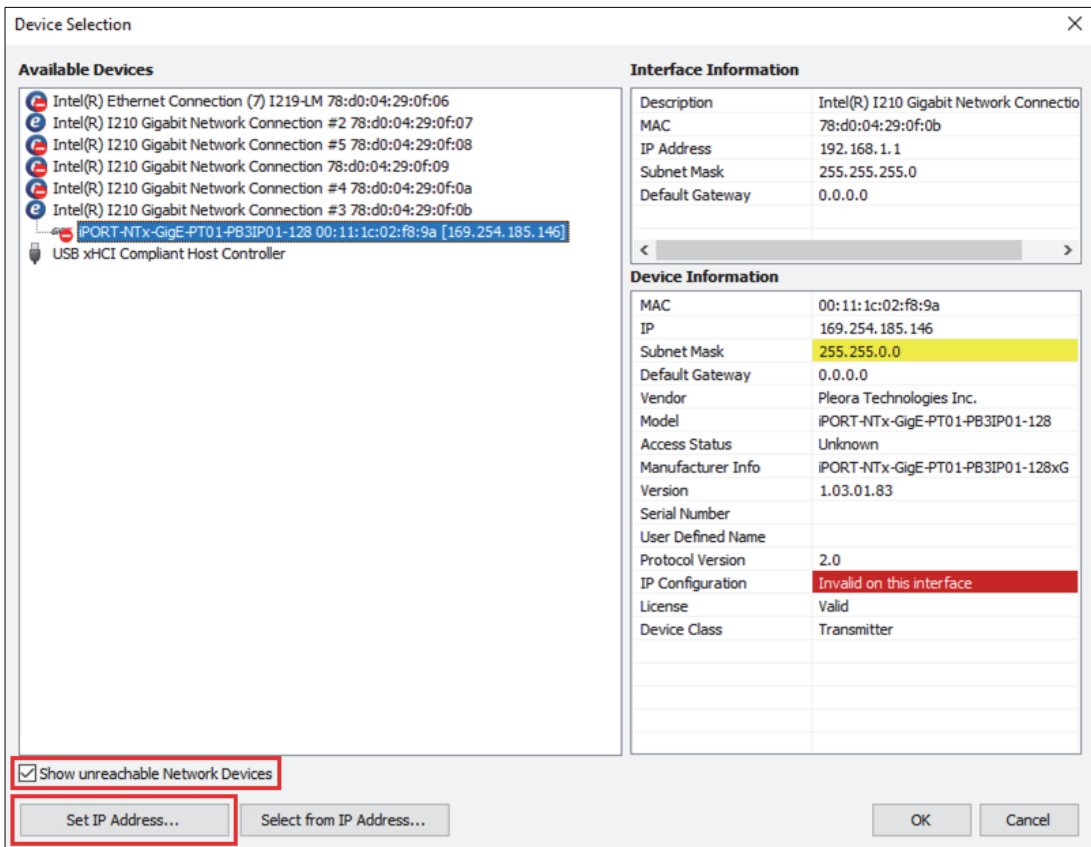 Device Selection
Available Devices
Intel(R) Ethernet Connection (7) I219-LM 78:d0:04:29:0f:06
Intel(R) I210 Gigabit Network Connection #2 78:d0:04:29:0f:07
Intel(R) I210 Gigabit Network Connection #5 78:d0:04:29:0f:08
Intel(R) I210 Gigabit Network Connection 78:d0:04:29:0f:09
Intel(R) I210 Gigabit Network Connection #4 78:d0:04:29:0f:0a
Intel(R) I210 Gigabit Network Connection #3 78:d0:04:29:0f:0b
iPORT-NTx-GigE-PT01-PB3IP01-128 00:11:1c:02:f8:9a [169.254.185.146]
USB xHCI Compliant Host Controller
Interface Information
Description Intel(R) I210 Gigabit Network Connectio
MAC 78:d0:04:29:0f:0b
IP Address 192.168.1.1
Subnet Mask 255.255.255.0
Default Gateway 0.0.0.0
Device Information
MAC 00:11:1c:02:f8:9a
IP 169.254.185.146
Subnet Mask 255.255.0.0
Default Gateway 0.0.0.0
Vendor Pleora Technologies Inc.
Model iPORT-NTx-GigE-PT01-PB3IP01-128
Access Status Unknown
Manufacturer Info iPORT-NTx-GigE-PT01-PB3IP01-128xG
Version 1.03.01.83
Serial Number
User Defined Name
Protocol Version 2.0
IP Configuration Invalid on this interface
License Valid
Device Class Transmitter
Show unreachable Network Devices
Set IP Address... Select from IP Address... OK Cancel